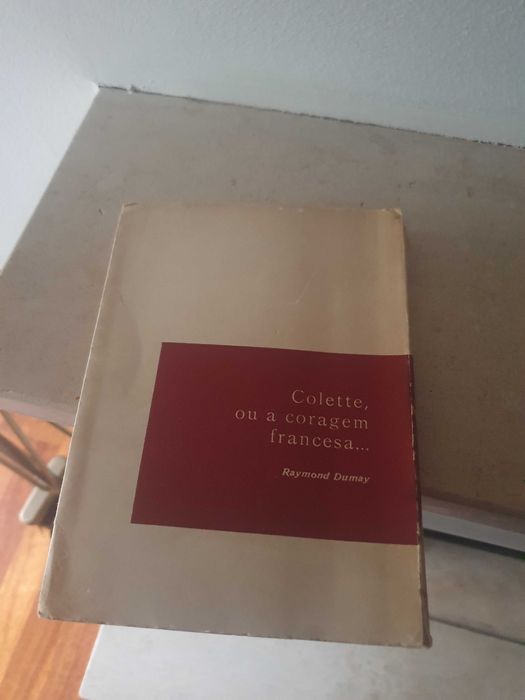 Colette,
ou a coragem
francesa...
Raymond Dumay